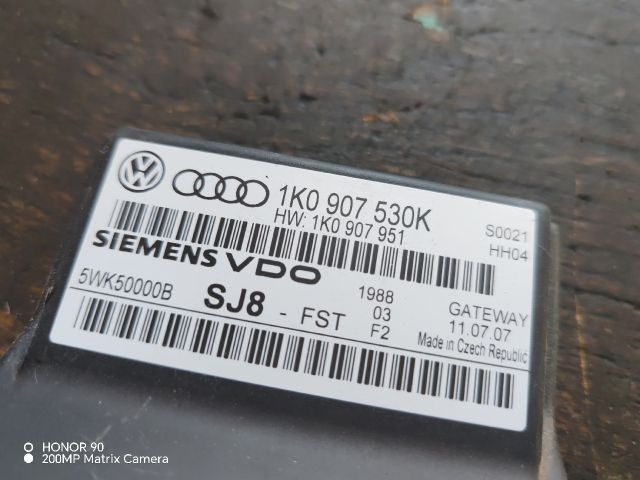 VW 1K0 907 530K
HW: 1K0 907 951
S0021
HH04
SIEMENS VDO
5WK50000B
SJ8 - FST
1988
03
F2
GATEWAY
11.07.07
Made in Czech Republic
HONOR 90
200MP Matrix Camera